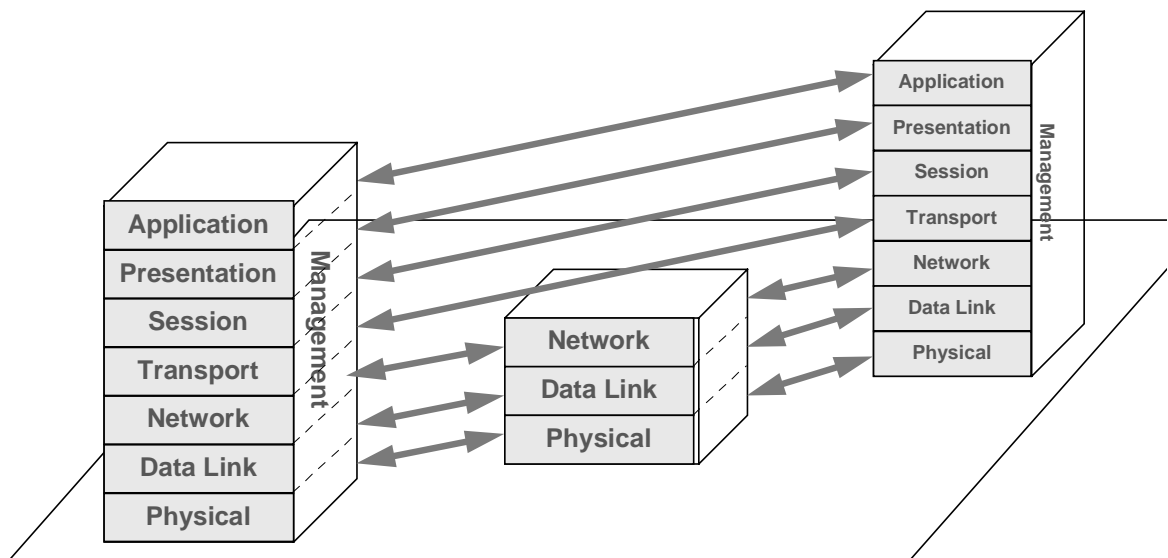 Application
Presentation
Session
Transport
Network
Data Link
Physical
Management
Network
Data Link
Physical
Application
Presentation
Session
Transport
Network
Data Link
Physical
Management